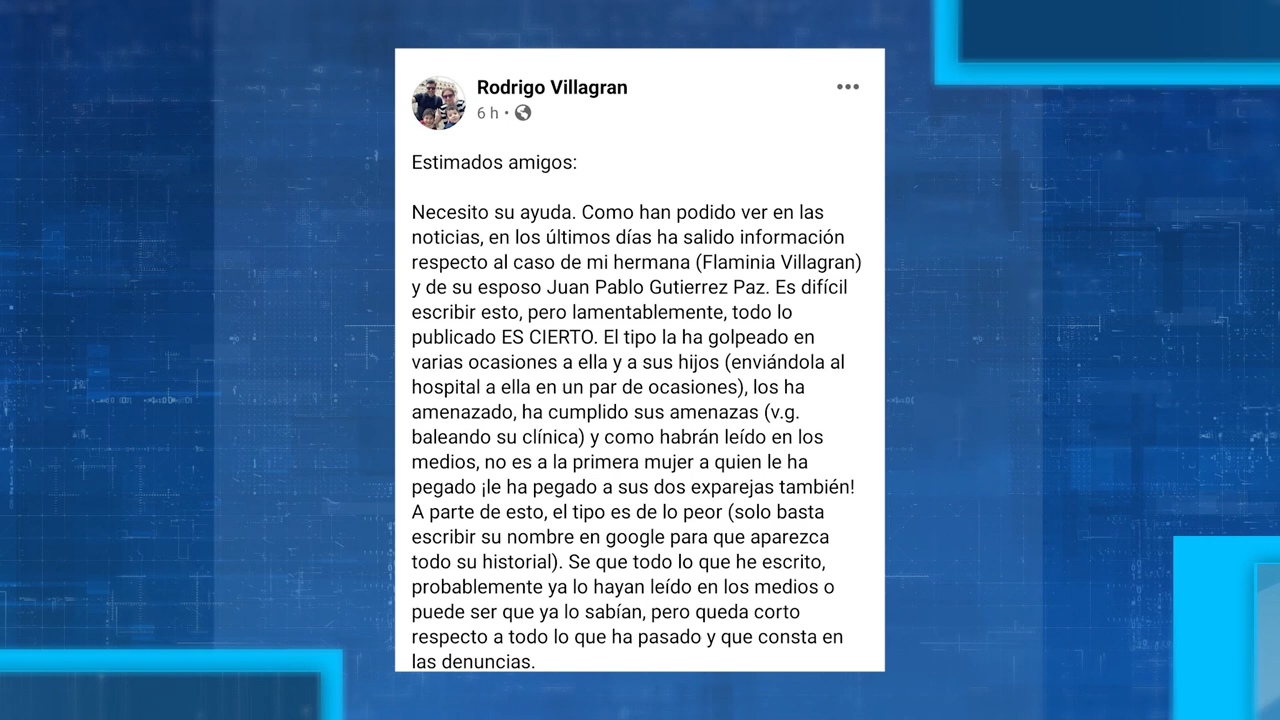 Rodrigo Villagran
6 h •
Estimados amigos:
Necesito su ayuda. Como han podido ver en las
noticias, en los últimos días ha salido información
respecto al caso de mi hermana (Flaminia Villagran)
y de su esposo Juan Pablo Gutierrez Paz. Es difícil
escribir esto, pero lamentablemente, todo lo
publicado ES CIERTO. El tipo la ha golpeado en
varias ocasiones a ella y a sus hijos (enviándola al
hospital a ella en un par de ocasiones), los ha
amenazado, ha cumplido sus amenazas (v.g.
baleando su clínica) y como habrán leído en los
medios, no es a la primera mujer a quien le ha
pegado ¡le ha pegado a sus dos exparejas también!
A parte de esto, el tipo es de lo peor (solo basta
escribir su nombre en google para que aparezca
todo su historial). Se que todo lo que he escrito,
probablemente ya lo hayan leído en los medios o
puede ser que ya lo sabían, pero queda corto
respecto a todo lo que ha pasado y que consta en
las denuncias.